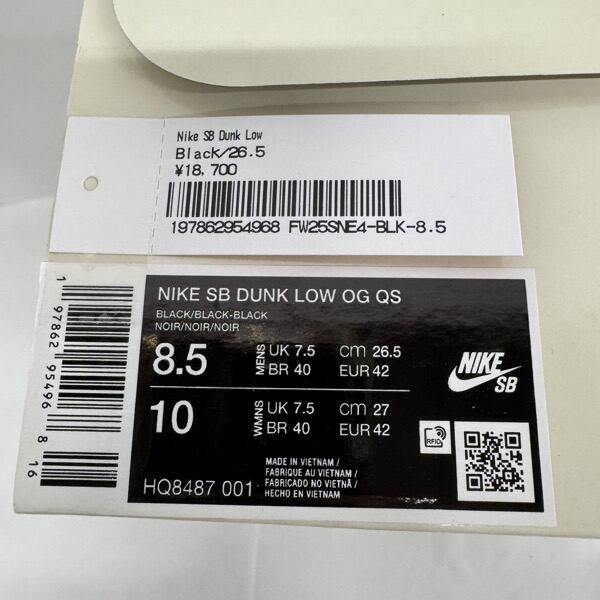 Nike SB Dunk Low
Black/26.5
¥18,700
197862954968 FW25SNE4-BLK-8.5
1 97862 95496 8 16
NIKE SB DUNK LOW OG QS
BLACK/BLACK-BLACK
NOIR/NOIR/NOIR
8.5 MENS UK 7.5 cm 26.5
BR 40 EUR 42
10 WMNS UK 7.5 cm 27
BR 40 EUR 42
NIKE SB
RFID
HQ8487 001
MADE IN VIETNAM /
FABRIQUE AU VIETNAM /
FABRICADO NO VIETNÃ /
HECHO EN VIETNAM